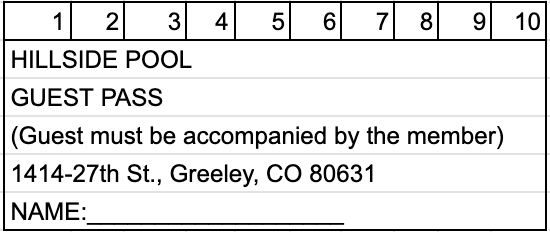 1 2 3 4 5 6 7 8 9 10
HILLSIDE POOL
GUEST PASS
(Guest must be accompanied by the member)
1414-27th St., Greeley, CO 80631
NAME:___________________